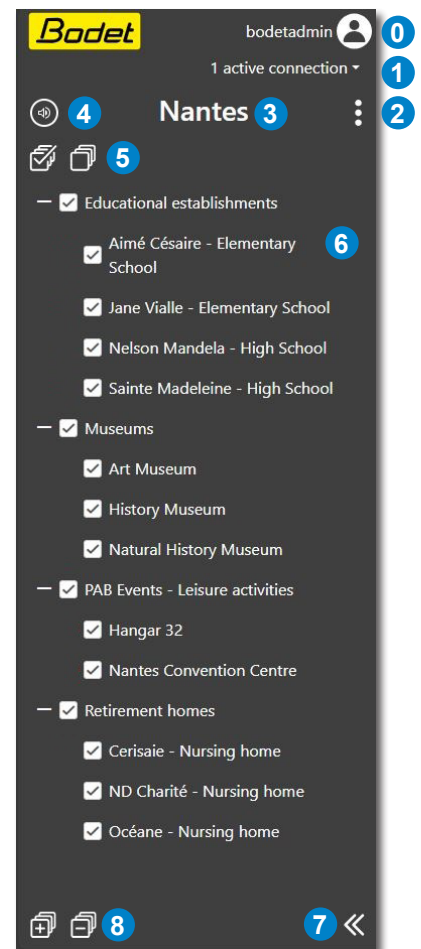 Bodet
bodetadmin 0
1 active connection 1
4 Nantes 3 2
5
Educational establishments
Aimé Césaire - Elementary 6
School
Jane Vialle - Elementary School
Nelson Mandela - High School
Sainte Madeleine - High School
Museums
Art Museum
History Museum
Natural History Museum
PAB Events - Leisure activities
Hangar 32
Nantes Convention Centre
Retirement homes
Cerisaie - Nursing home
ND Charité - Nursing home
Océane - Nursing home
8 7